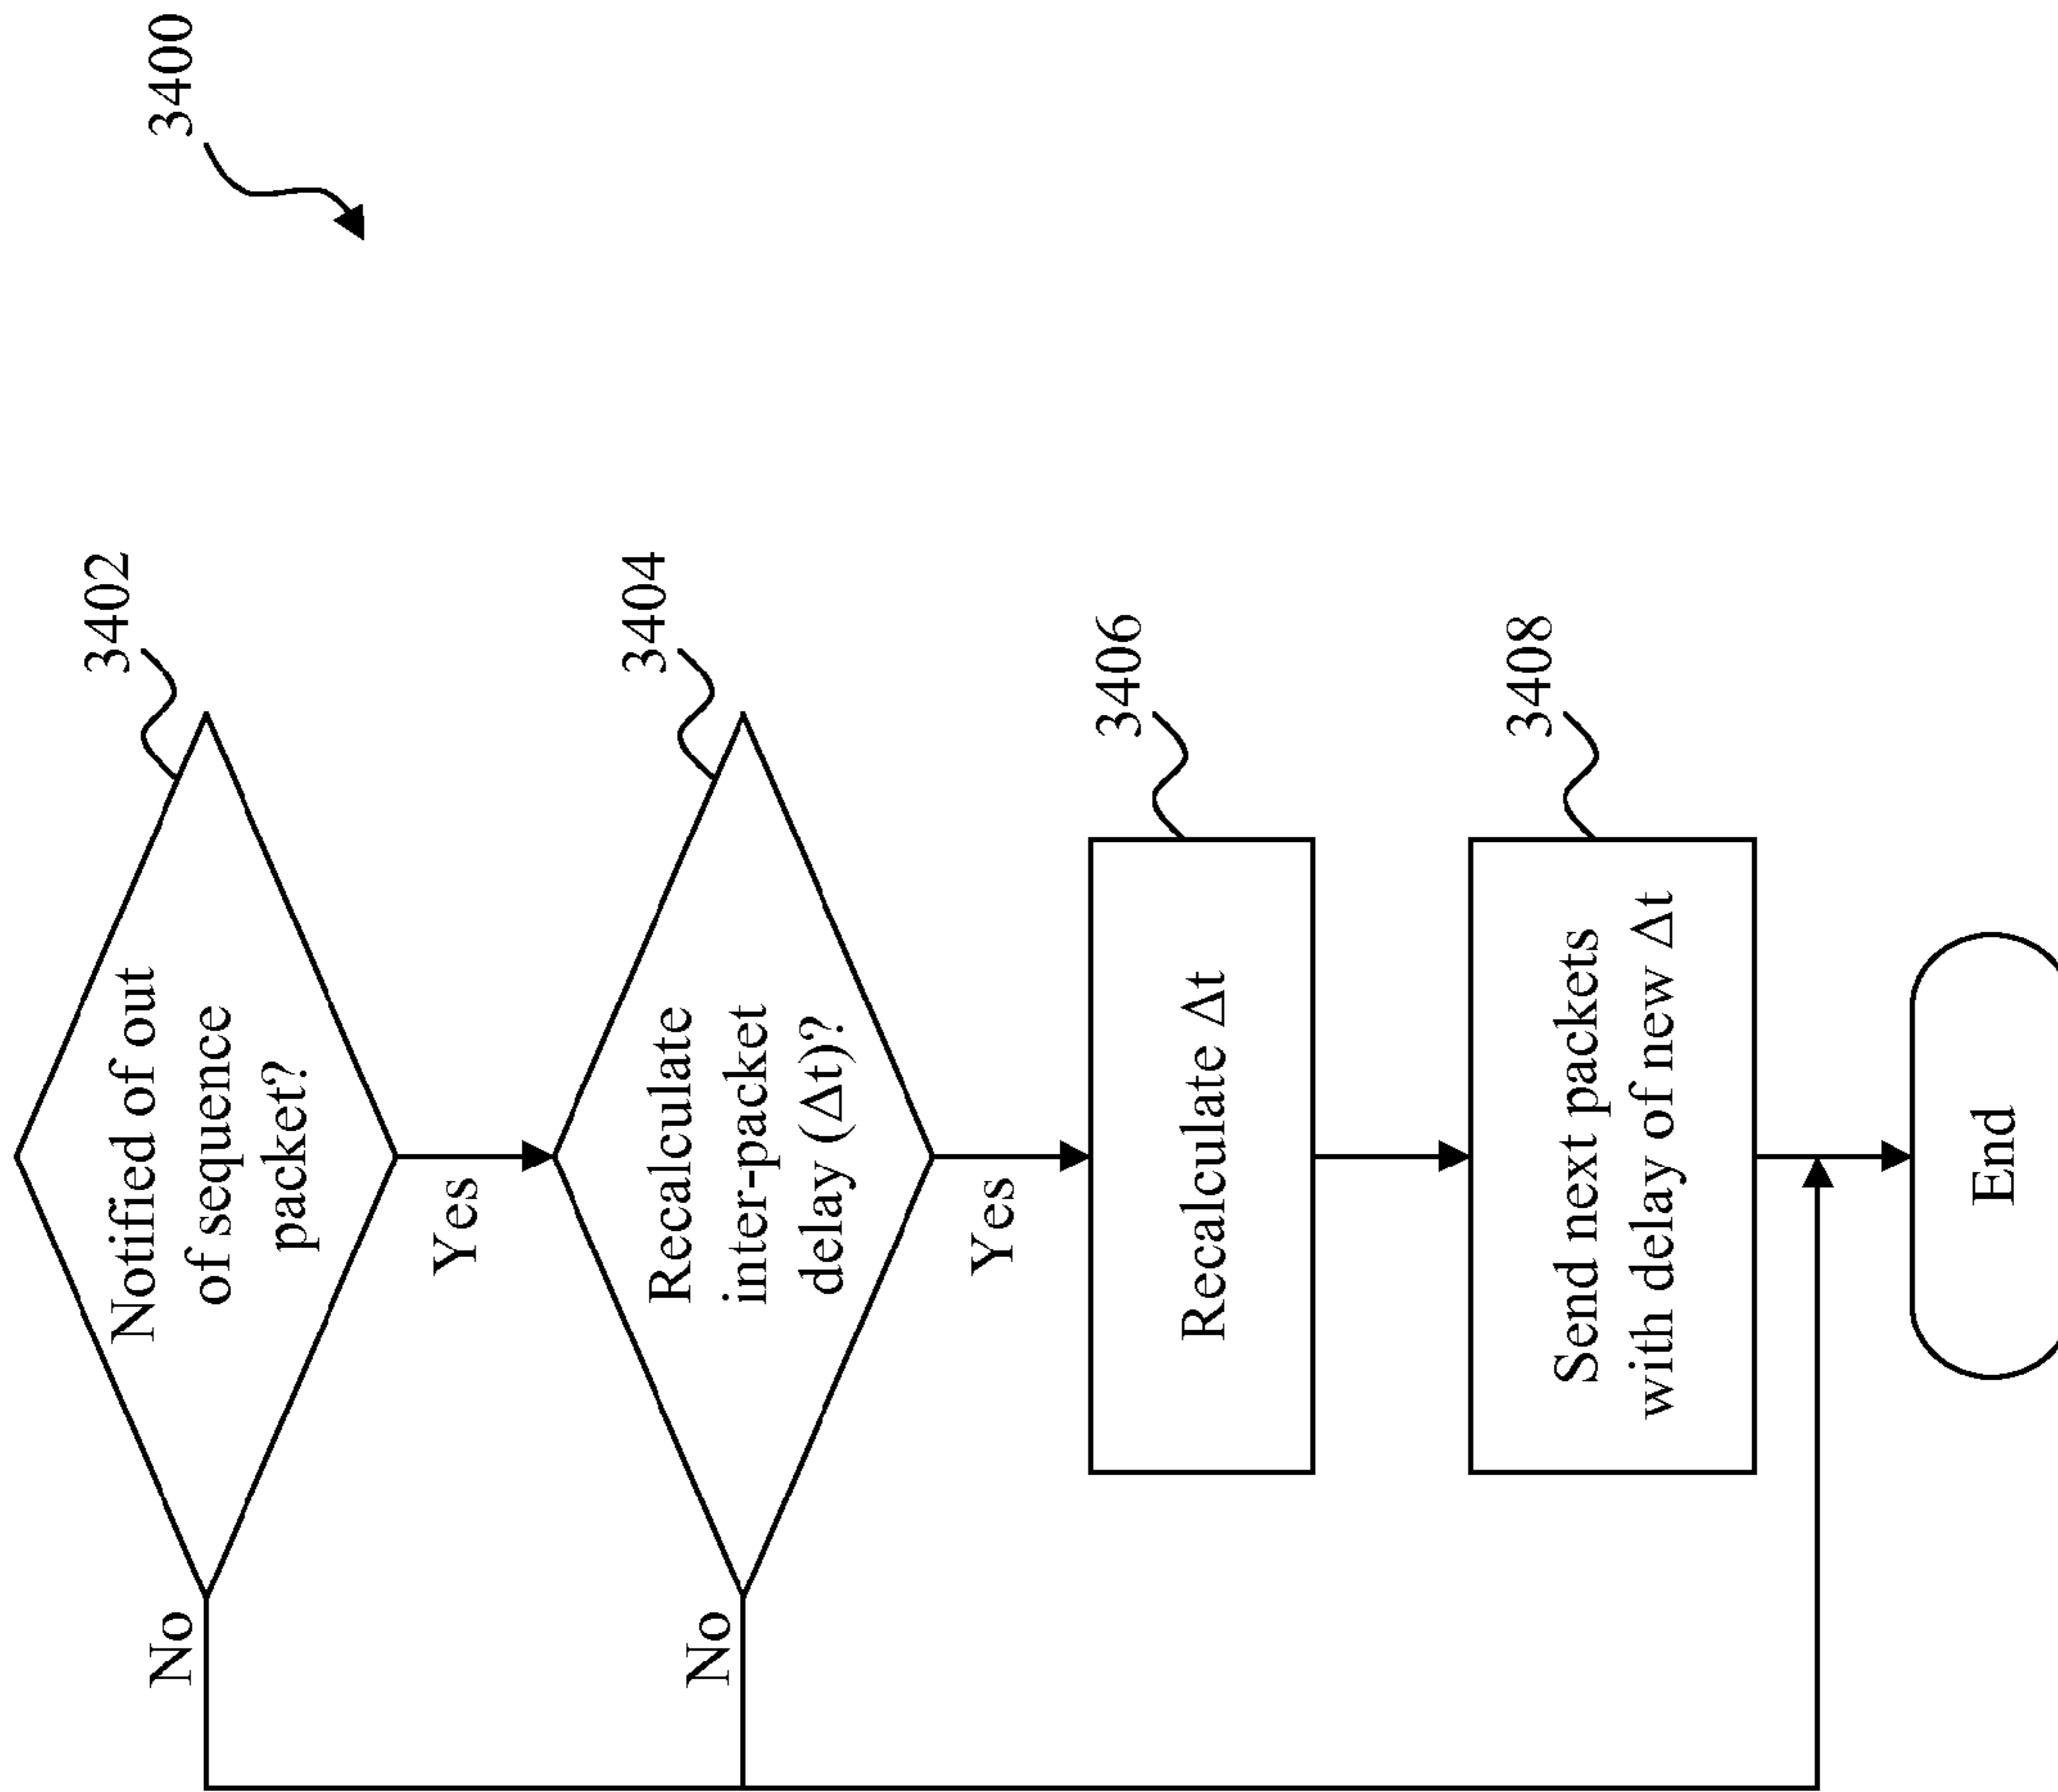 3400
3402
Notified of out
of sequence
packet?
No
Yes
3404
Recalculate
inter-packet
delay (Δt)?
No
Yes
3406
Recalculate Δt
3408
Send next packets
with delay of new Δt
End